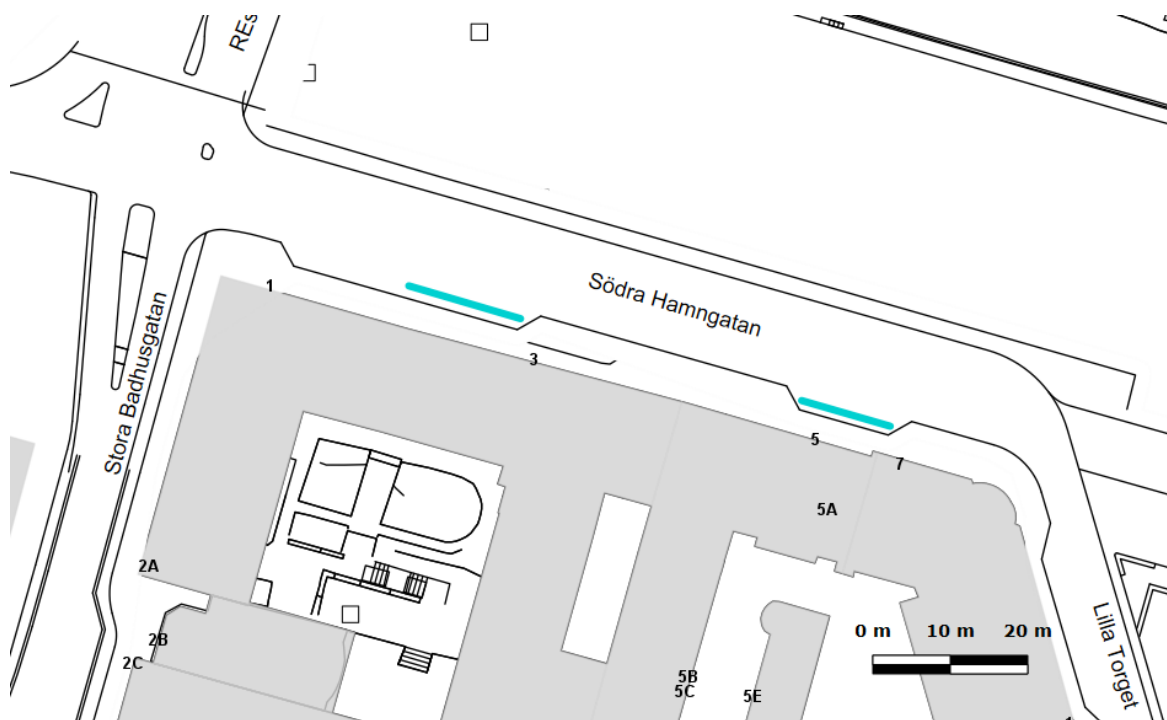 REs
Södra Hamngatan
Stora Badhusgatan
1
3
5
7
5A
2A
2B
2C
5B
5C
5E
0 m 10 m 20 m
Lilla Torget